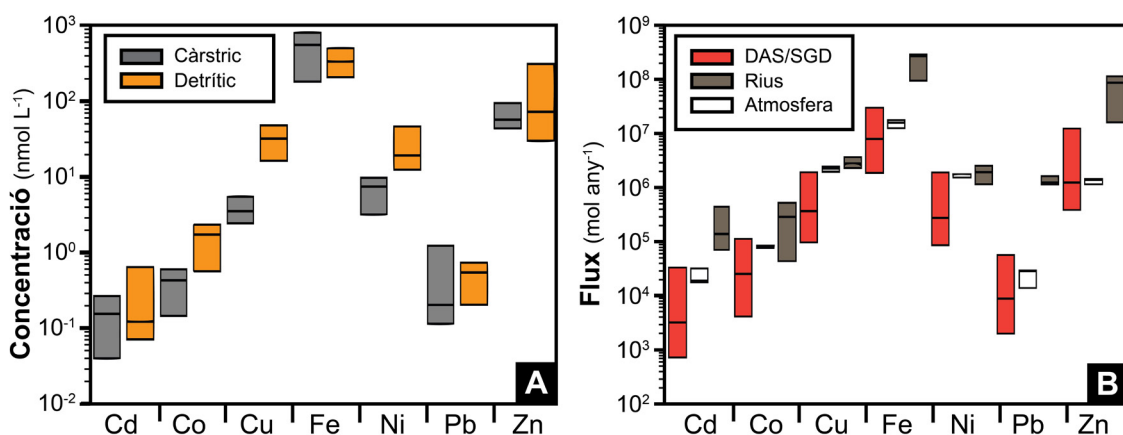 Concentració (nmol L⁻¹)
10³
10²
10¹
10⁰
10⁻¹
10⁻²
Càrstric
Detrític
A
Cd Co Cu Fe Ni Pb Zn
Flux (mol any⁻¹)
10⁹
10⁸
10⁷
10⁶
10⁵
10⁴
10³
10²
DAS/SGD
Rius
Atmosfera
B
Cd Co Cu Fe Ni Pb Zn